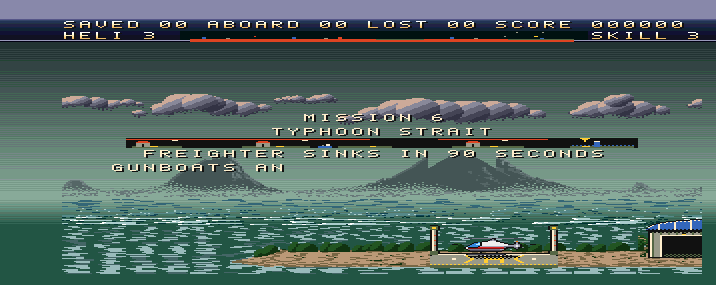 SAVED 00 ABOARD 00 LOST 00 SCORE 000000
HELI 3 SKILL 3
MISSION 6
TYPHOON STRAIT
FREIGHTER SINKS IN 90 SECONDS
GUNBOATS AN